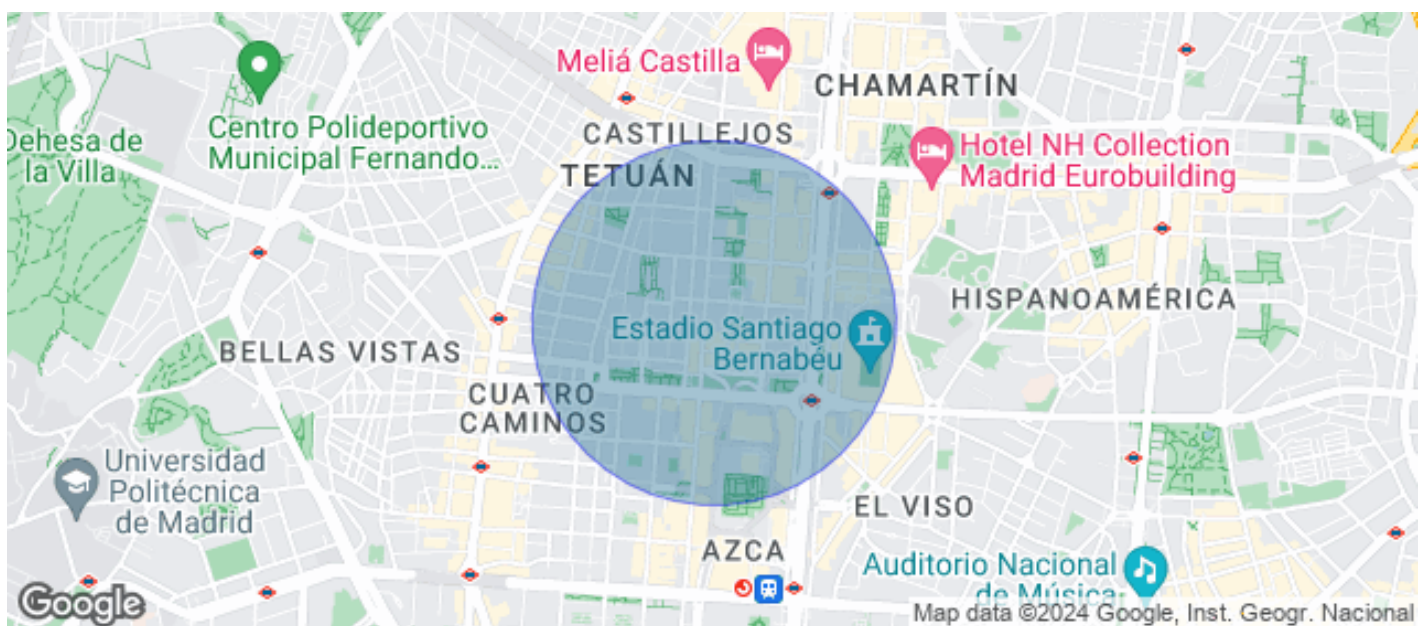 Meliá Castilla
CHAMARTÍN
Centro Polideportivo
Municipal Fernando...
Dehesa de
la Villa
CASTILLEJOS
TETUÁN
Hotel NH Collection
Madrid Eurobuilding
HISPANOAMÉRICA
Estadio Santiago
Bernabéu
BELLAS VISTAS
CUATRO
CAMINOS
Universidad
Politécnica
de Madrid
EL VISO
AZCA
Auditorio Nacional
de Música
Google
Map data ©2024 Google, Inst. Geogr. Nacional